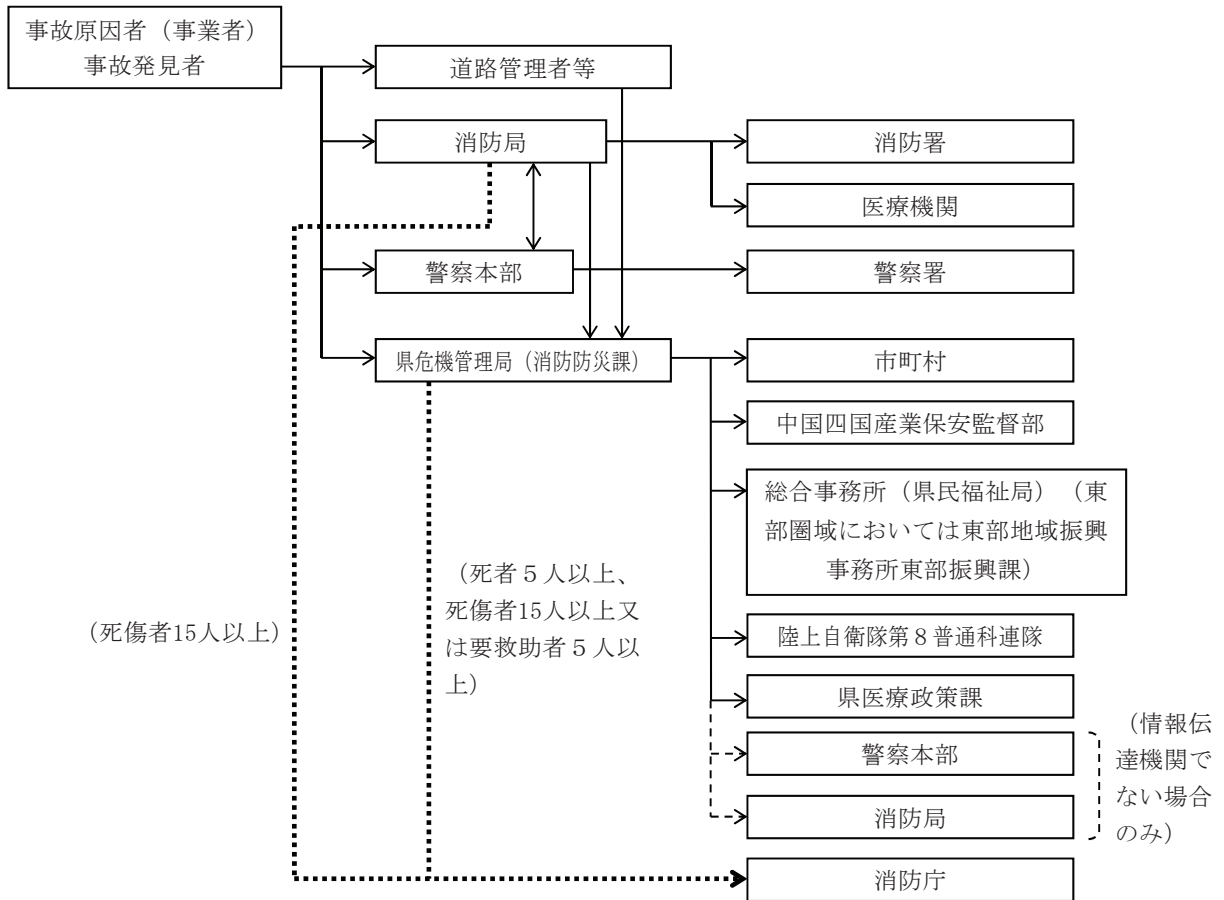 事故原因者（事業者）
事故発見者
道路管理者等
消防局
消防署
医療機関
警察本部
警察署
県危機管理局（消防防災課）
市町村
中国四国産業保安監督部
総合事務所（県民福祉局）（東
部圏域においては東部地域振興
事務所東部振興課）
（死者５人以上、
死傷者15人以上又
は要救助者５人以
上）
（死傷者15人以上）
陸上自衛隊第８普通科連隊
県医療政策課
警察本部
消防局
（情報伝
達機関で
ない場合
のみ）
消防庁